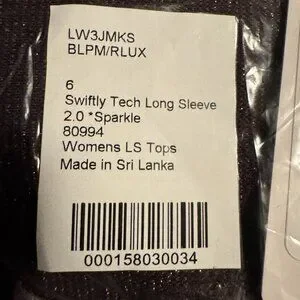 LW3JMKS
BLPM/RLUX
6
Swiftly Tech Long Sleeve
2.0 *Sparkle
80994
Womens LS Tops
Made in Sri Lanka
000158030034